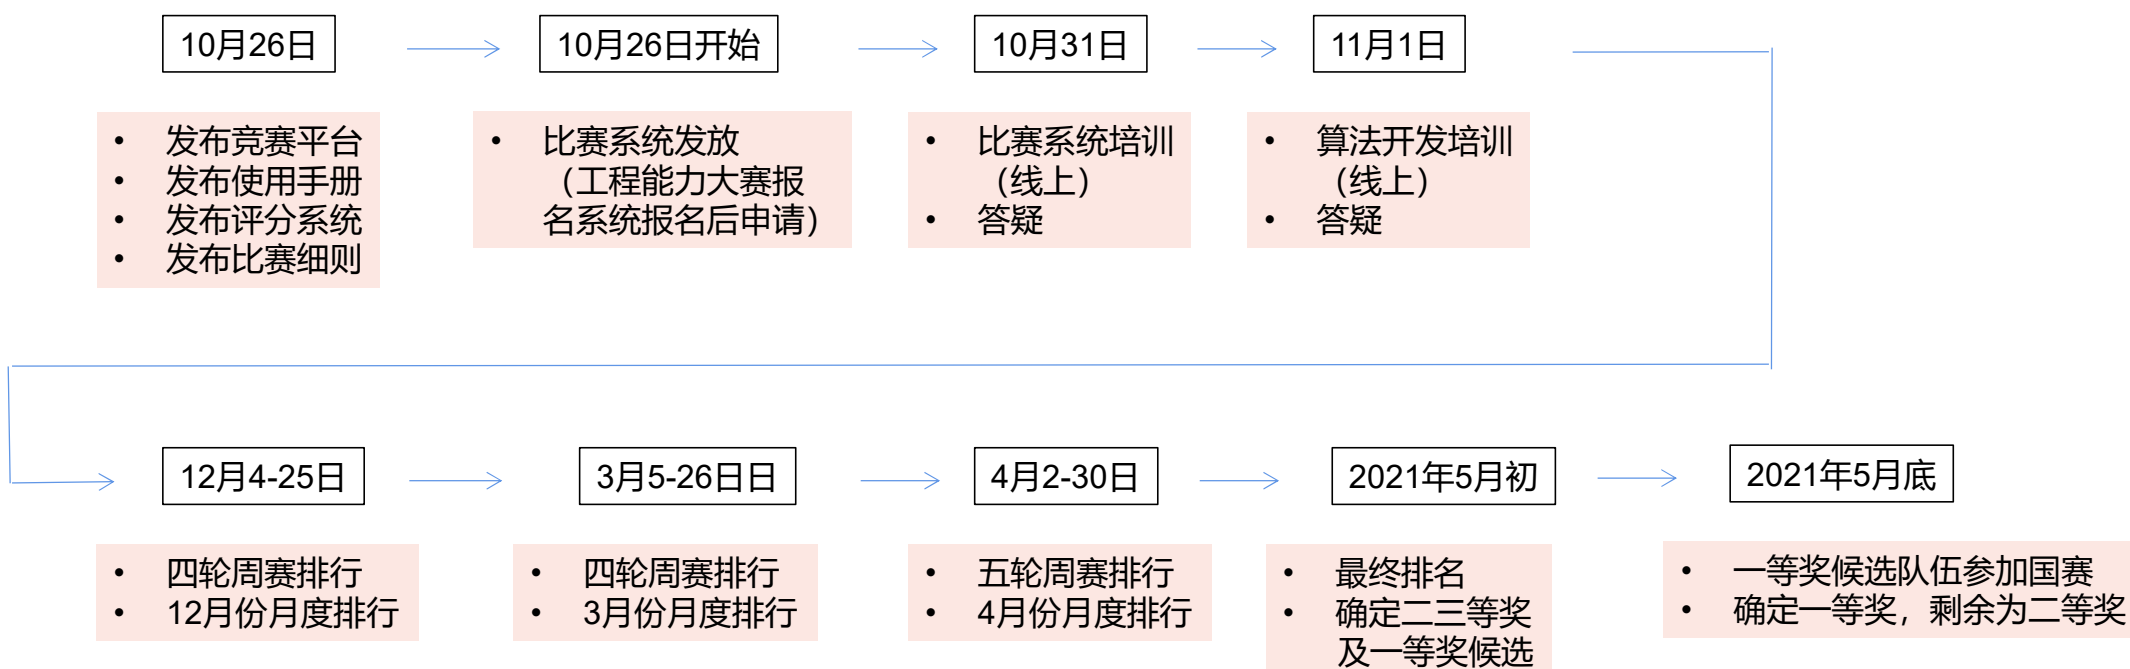 10月26日
10月26日开始
10月31日
11月1日
• 发布竞赛平台
• 发布使用手册
• 发布评分系统
• 发布比赛细则
• 比赛系统发放
（工程能力大赛报
名系统报名后申请）
• 比赛系统培训
（线上）
• 答疑
• 算法开发培训
（线上）
• 答疑
12月4-25日
3月5-26日日
4月2-30日
2021年5月初
2021年5月底
• 四轮周赛排行
• 12月份月度排行
• 四轮周赛排行
• 3月份月度排行
• 五轮周赛排行
• 4月份月度排行
• 最终排名
• 确定二三等奖
及一等奖候选
• 一等奖候选队伍参加国赛
• 确定一等奖，剩余为二等奖